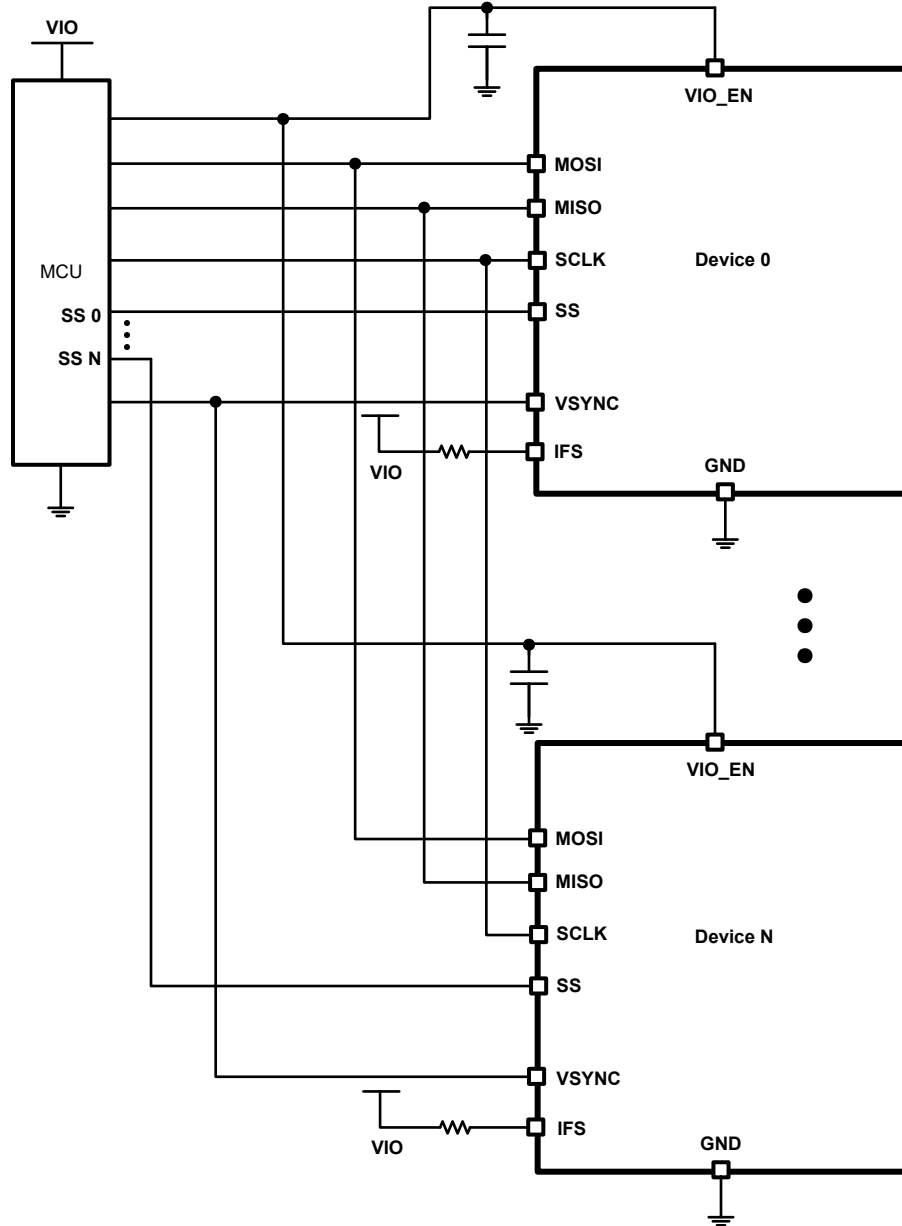 VIO
VIO_EN
MOSI
MISO
SCLK
Device 0
MCU
SS 0
SS
SS N
VSYNC
IFS
VIO
GND
VIO_EN
MOSI
MISO
SCLK
Device N
SS
VSYNC
IFS
VIO
GND